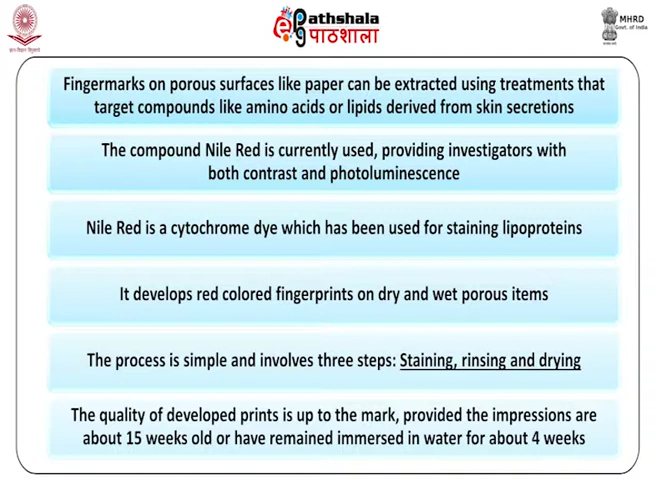 ज्ञान-विज्ञान विमुक्तये
epathshala
पाठशाला
MHRD
Govt. of India
Fingermarks on porous surfaces like paper can be extracted using treatments that
target compounds like amino acids or lipids derived from skin secretions
The compound Nile Red is currently used, providing investigators with
both contrast and photoluminescence
Nile Red is a cytochrome dye which has been used for staining lipoproteins
It develops red colored fingerprints on dry and wet porous items
The process is simple and involves three steps: Staining, rinsing and drying
The quality of developed prints is up to the mark, provided the impressions are
about 15 weeks old or have remained immersed in water for about 4 weeks